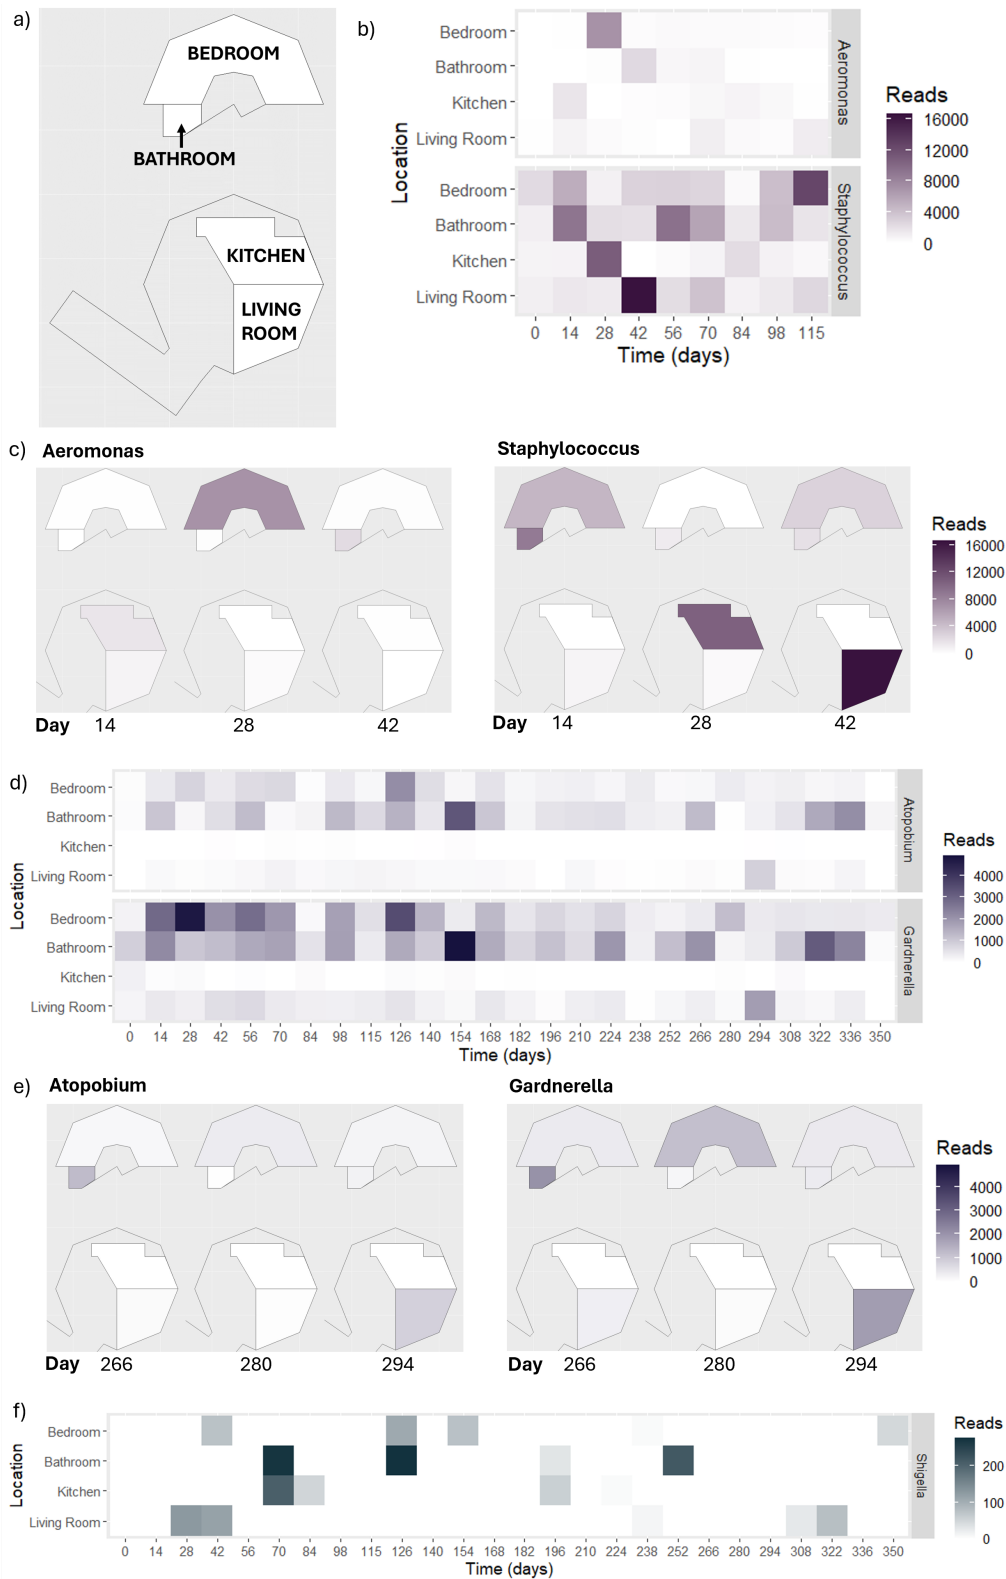 a)
BEDROOM
BATHROOM
KITCHEN
LIVING
ROOM
b)
Location
Bedroom
Bathroom
Kitchen
Living Room
Aeromonas
Bedroom
Bathroom
Kitchen
Living Room
Staphylococcus
0 14 28 42 56 70 84 98 115
Time (days)
Reads
16000
12000
8000
4000
0
c)
Aeromonas
Day 14 28 42
Staphylococcus
Day 14 28 42
Reads
16000
12000
8000
4000
0
d)
Location
Bedroom
Bathroom
Kitchen
Living Room
Atopobium
Bedroom
Bathroom
Kitchen
Living Room
Gardnerella
0 14 28 42 56 70 84 98 115 126 140 154 168 182 196 210 224 238 252 266 280 294 308 322 336 350
Time (days)
Reads
4000
3000
2000
1000
0
e)
Atopobium
Day 266 280 294
Gardnerella
Day 266 280 294
Reads
4000
3000
2000
1000
0
f)
Location
Bedroom
Bathroom
Kitchen
Living Room
Shigella
0 14 28 42 56 70 84 98 115 126 140 154 168 182 196 210 224 238 252 266 280 294 308 322 336 350
Time (days)
Reads
200
100
0